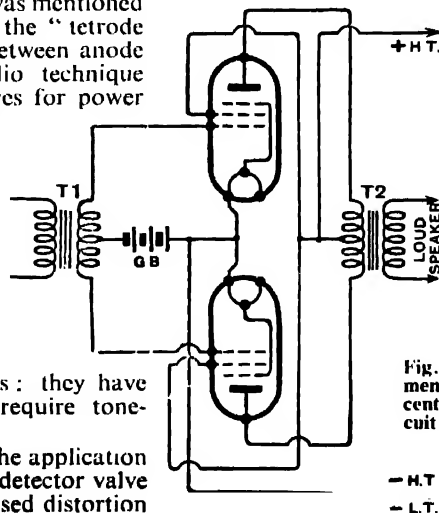 was mentioned
the " tetrode
etween anode
dio technique
res for power
+ H T.
T1
T2
GB
LOUD
SPEAKER
s : they have
require tone-
he application
detector valve
sed distortion
Fig.
men
cent
cuit
- H.T
- L.T.